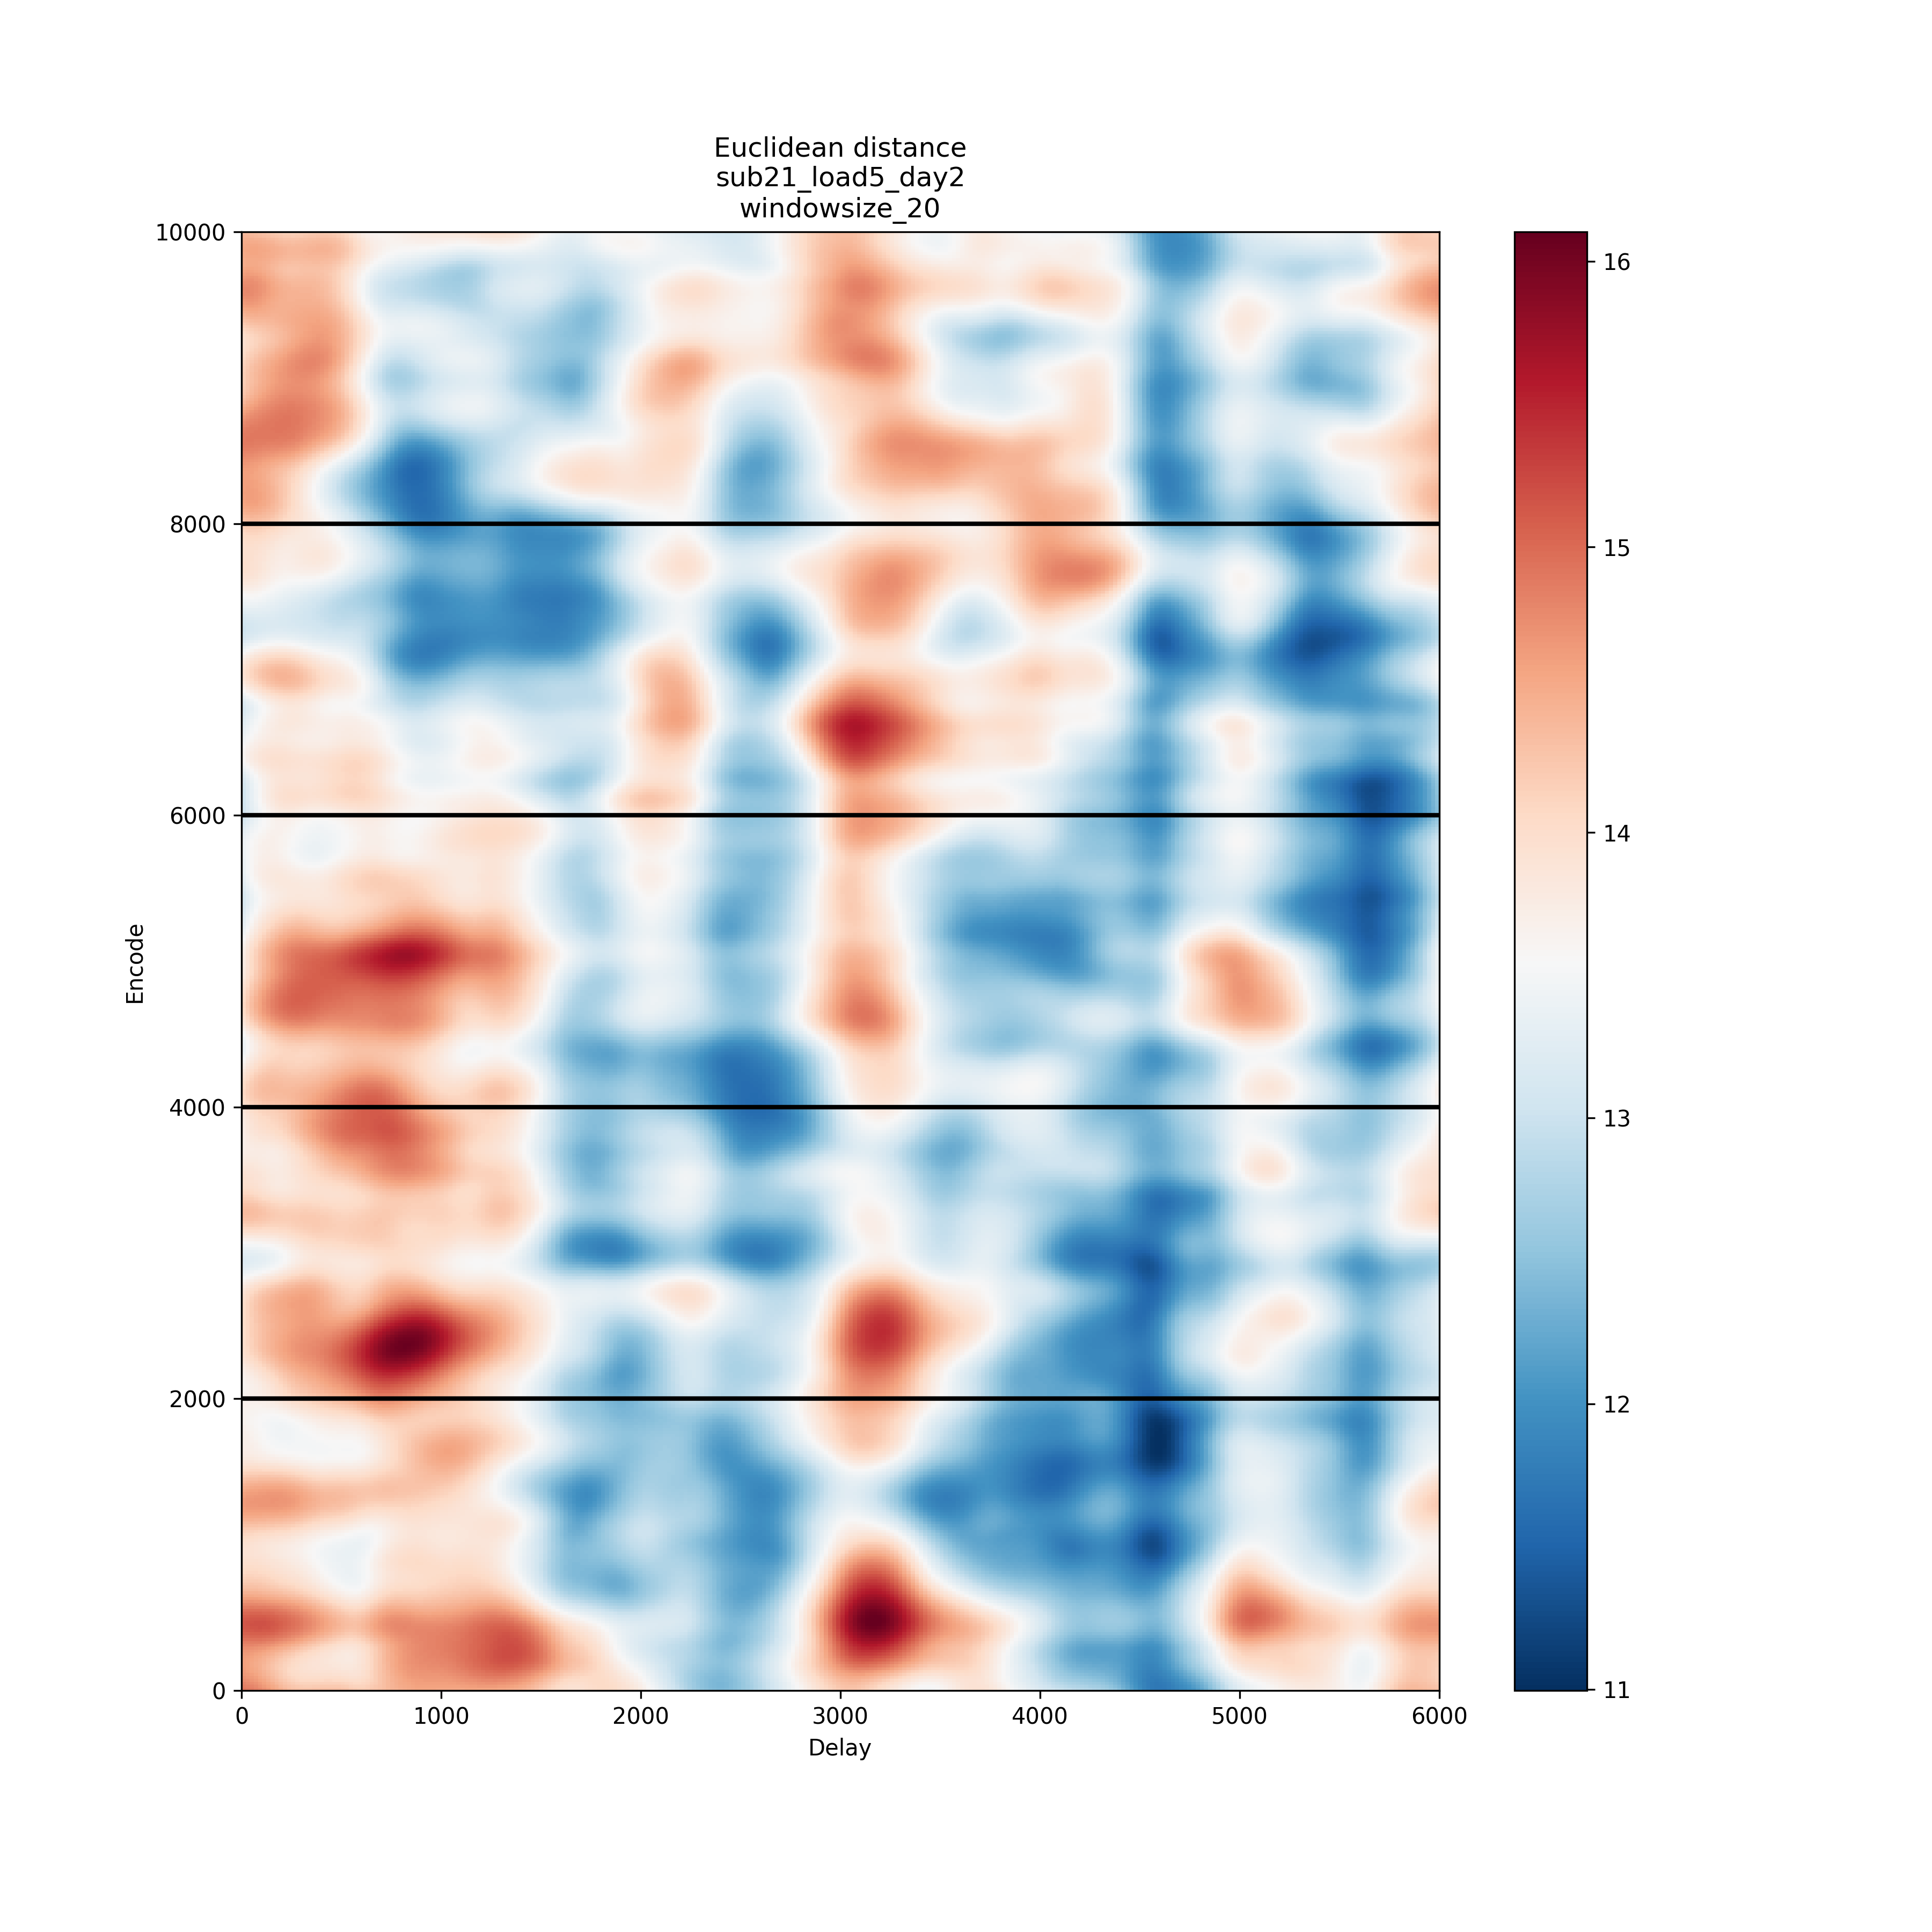 Euclidean distance
sub21_load5_day2
windowsize_20
10000
8000
6000
4000
2000
0
Encode
0 1000 2000 3000 4000 5000 6000
Delay
16
15
14
13
12
11